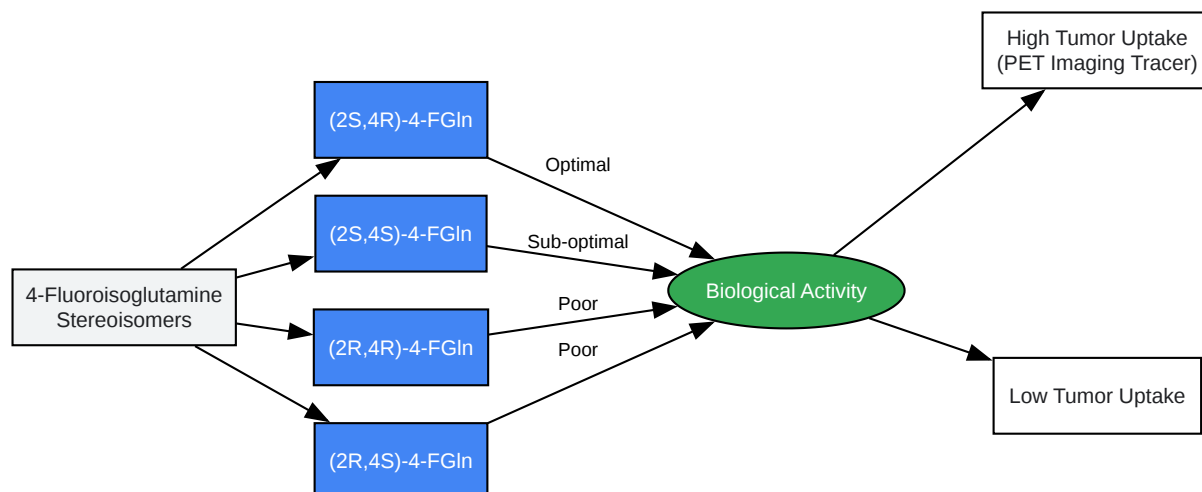 4-Fluoroisoglutamine
Stereoisomers
(2S,4R)-4-FGln
(2S,4S)-4-FGln
(2R,4R)-4-FGln
(2R,4S)-4-FGln
Optimal
Sub-optimal
Poor
Poor
Biological Activity
High Tumor Uptake
(PET Imaging Tracer)
Low Tumor Uptake